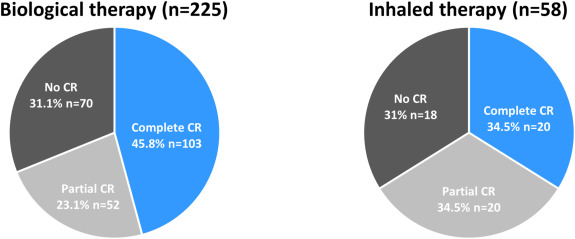 Biological therapy (n=225)
No CR
31.1% n=70
Complete CR
45.8% n=103
Partial CR
23.1% n=52
Inhaled therapy (n=58)
No CR
31% n=18
Complete CR
34.5% n=20
Partial CR
34.5% n=20